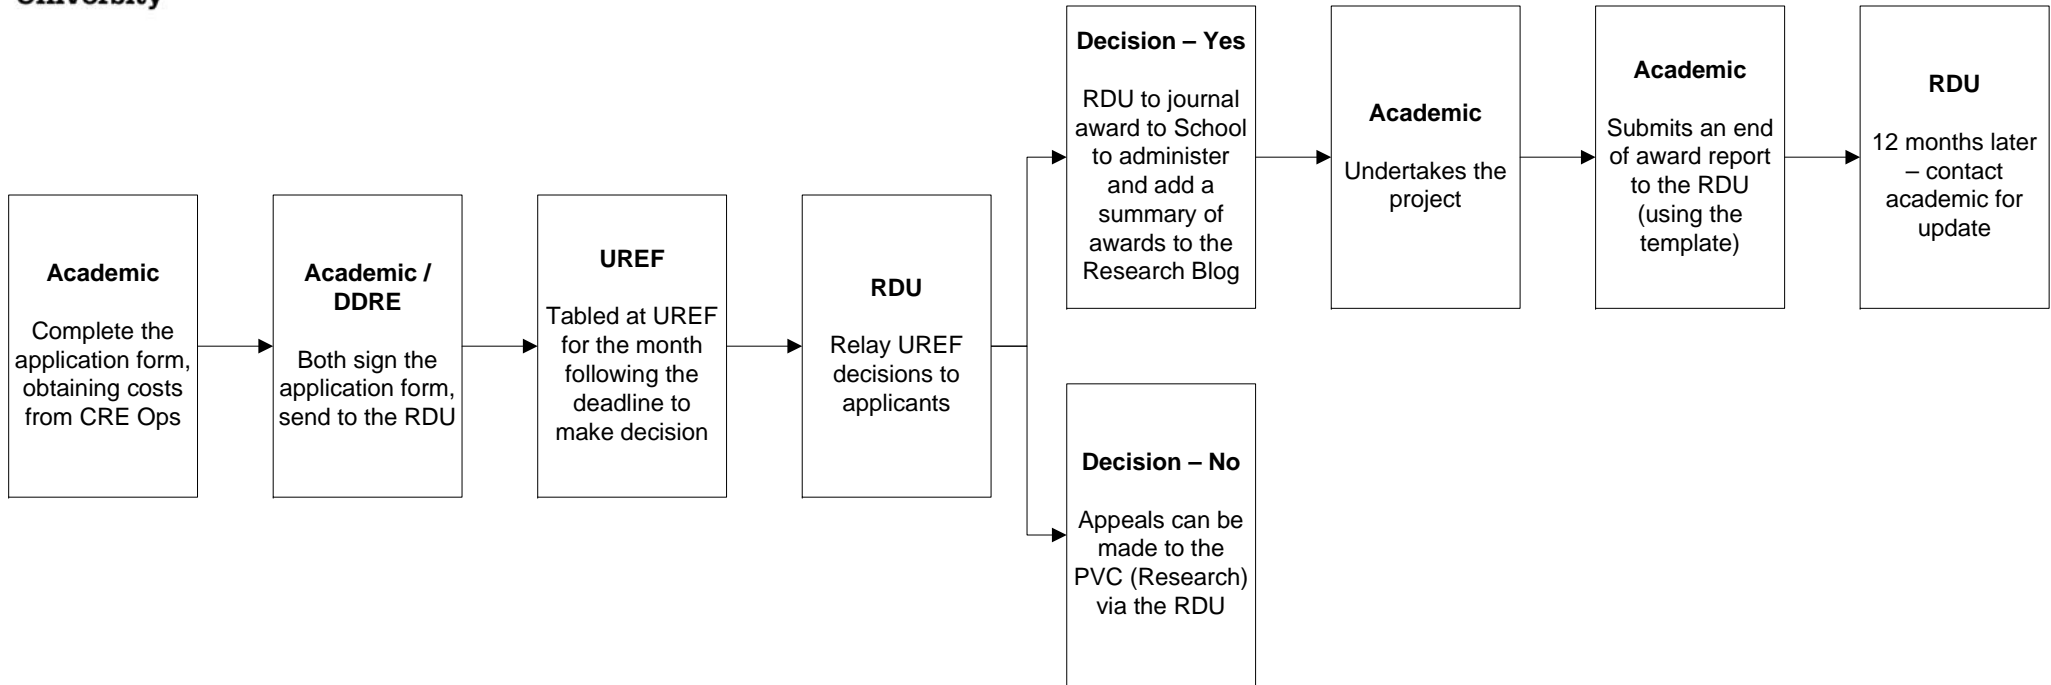 University
Academic
Complete the
application form,
obtaining costs
from CRE Ops
Academic /
DDRE
Both sign the
application form,
send to the RDU
UREF
Tabled at UREF
for the month
following the
deadline to
make decision
RDU
Relay UREF
decisions to
applicants
Decision – Yes
RDU to journal
award to School
to administer
and add a
summary of
awards to the
Research Blog
Academic
Undertakes the
project
Academic
Submits an end
of award report
to the RDU
(using the
template)
RDU
12 months later
– contact
academic for
update
Decision – No
Appeals can be
made to the
PVC (Research)
via the RDU